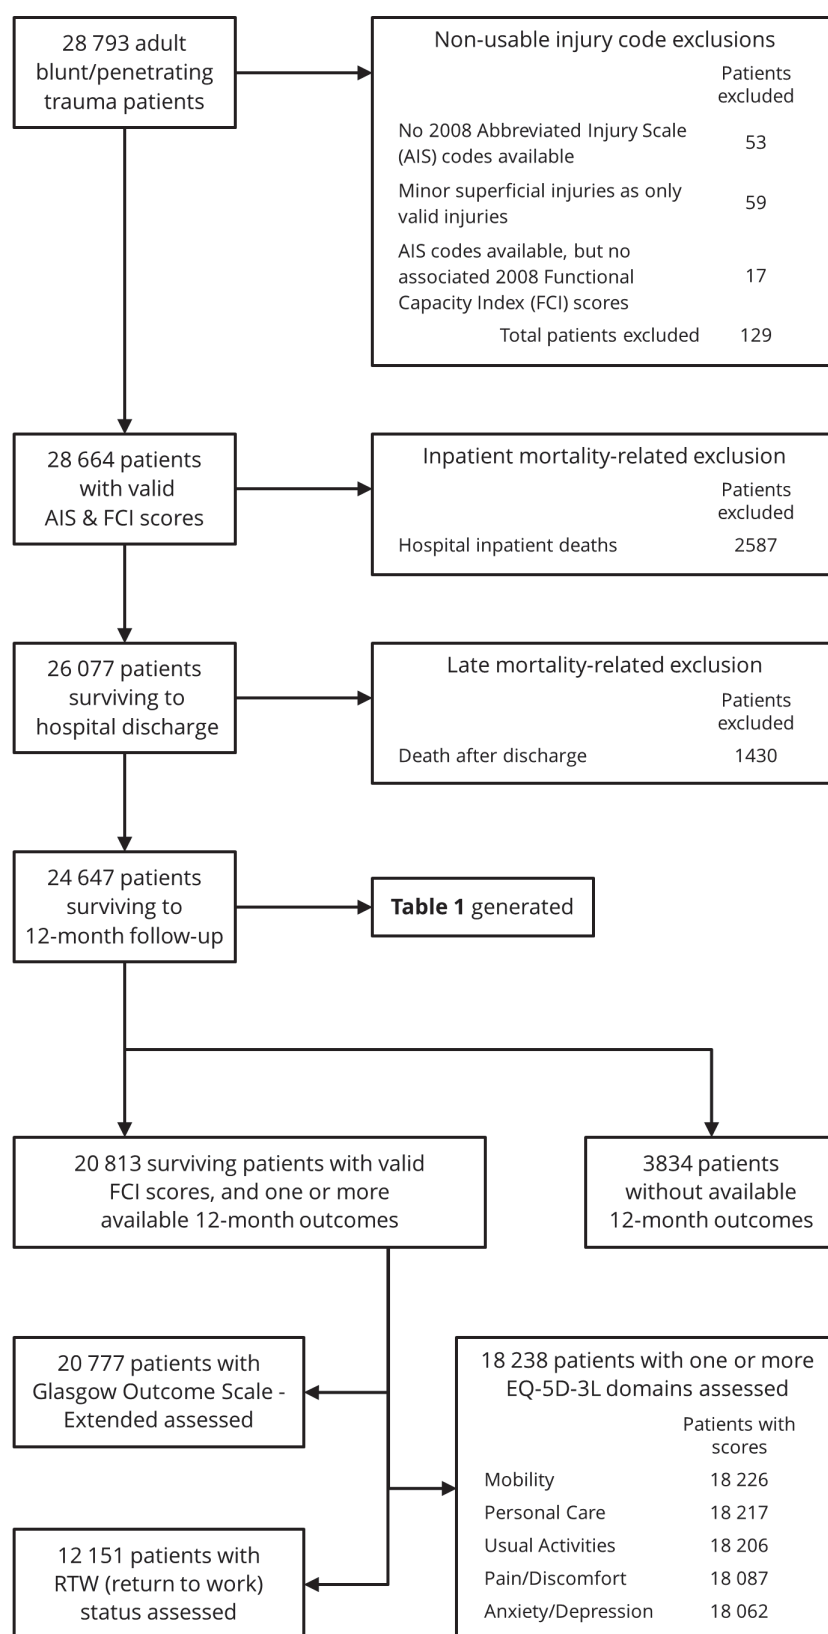 28 793 adult
blunt/penetrating
trauma patients
Non-usable injury code exclusions
Patients
excluded
No 2008 Abbreviated Injury Scale
(AIS) codes available
53
Minor superficial injuries as only
valid injuries
59
AIS codes available, but no
associated 2008 Functional
Capacity Index (FCI) scores
17
Total patients excluded 129
28 664 patients
with valid
AIS & FCI scores
Inpatient mortality-related exclusion
Patients
excluded
Hospital inpatient deaths 2587
26 077 patients
surviving to
hospital discharge
Late mortality-related exclusion
Patients
excluded
Death after discharge 1430
24 647 patients
surviving to
12-month follow-up
Table 1 generated
20 813 surviving patients with valid
FCI scores, and one or more
available 12-month outcomes
3834 patients
without available
12-month outcomes
20 777 patients with
Glasgow Outcome Scale -
Extended assessed
18 238 patients with one or more
EQ-5D-3L domains assessed
Patients with
scores
Mobility 18 226
Personal Care 18 217
Usual Activities 18 206
Pain/Discomfort 18 087
Anxiety/Depression 18 062
12 151 patients with
RTW (return to work)
status assessed